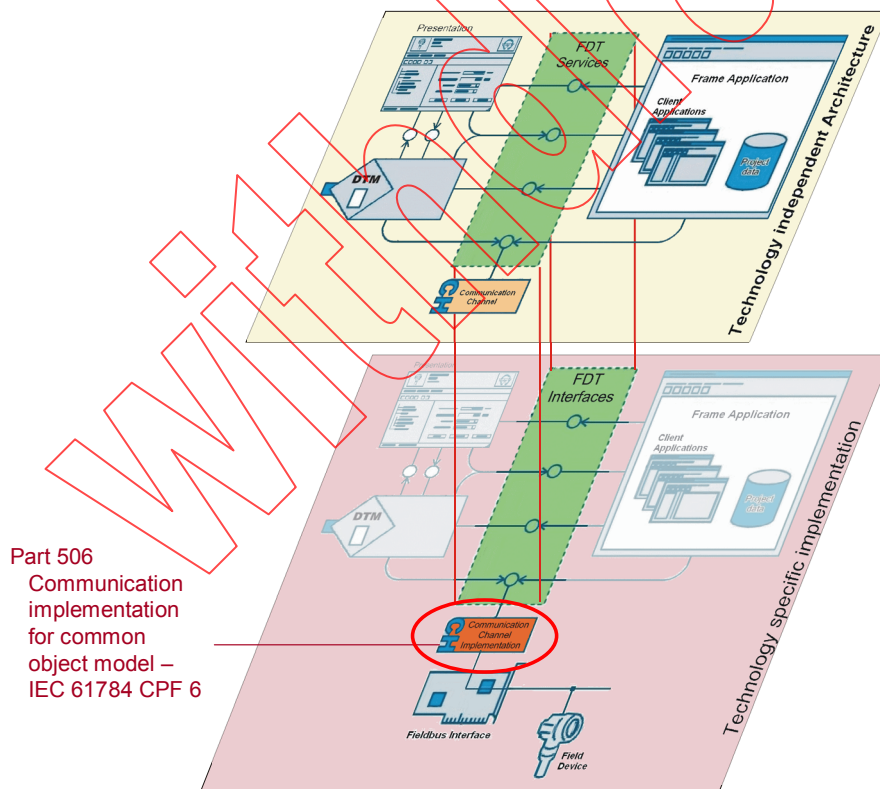 Presentation
FDT
Services
Frame Application
Client
Applications
Project
data
DTM
Communication
Channel
Technology independent Architecture
Presentation
FDT
Interfaces
Frame Application
Client
Applications
Project
data
DTM
Communication
Channel
Implementation
Technology specific implementation
Part 506
Communication
implementation
for common
object model –
IEC 61784 CPF 6
Fieldbus Interface
Field
Device